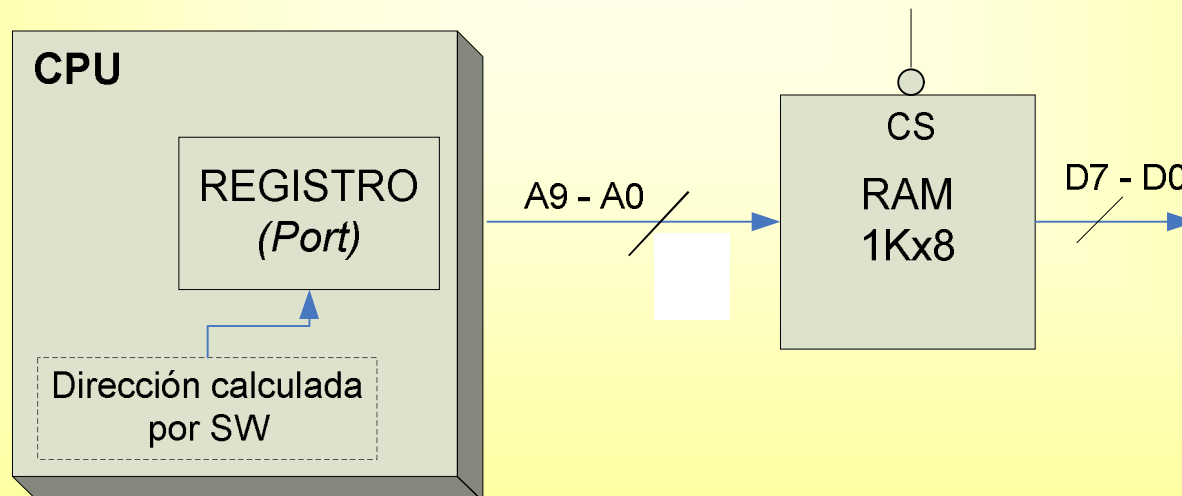 CPU
REGISTRO
(Port)
Dirección calculada
por SW
A9 - A0
CS
RAM
1Kx8
D7 - D0